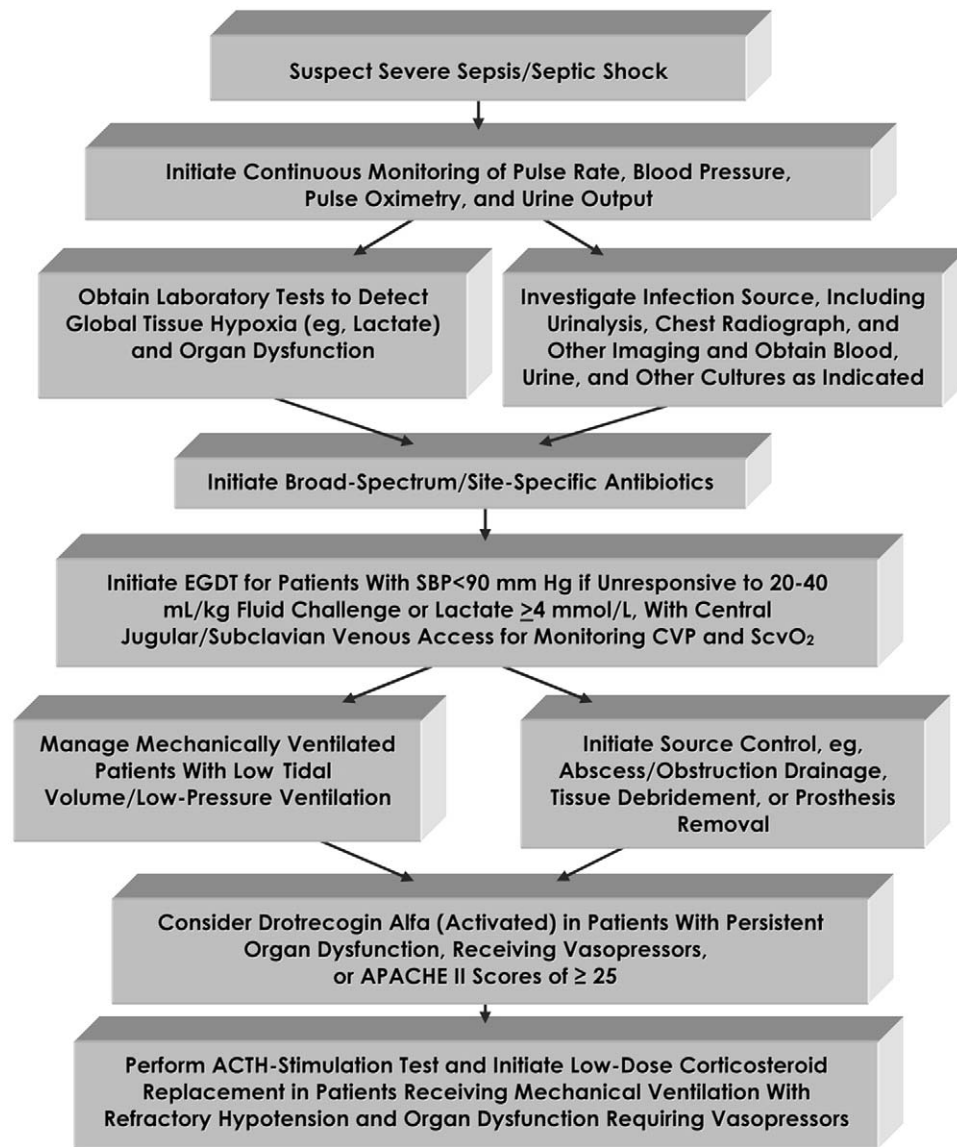 Suspect Severe Sepsis/Septic Shock
Initiate Continuous Monitoring of Pulse Rate, Blood Pressure,
Pulse Oximetry, and Urine Output
Obtain Laboratory Tests to Detect
Global Tissue Hypoxia (eg, Lactate)
and Organ Dysfunction
Investigate Infection Source, Including
Urinalysis, Chest Radiograph, and
Other Imaging and Obtain Blood,
Urine, and Other Cultures as Indicated
Initiate Broad-Spectrum/Site-Specific Antibiotics
Initiate EGDT for Patients With SBP<90 mm Hg if Unresponsive to 20-40
mL/kg Fluid Challenge or Lactate ≥4 mmol/L, With Central
Jugular/Subclavian Venous Access for Monitoring CVP and ScvO₂
Manage Mechanically Ventilated
Patients With Low Tidal
Volume/Low-Pressure Ventilation
Initiate Source Control, eg,
Abscess/Obstruction Drainage,
Tissue Debridement, or Prosthesis
Removal
Consider Drotrecogin Alfa (Activated) in Patients With Persistent
Organ Dysfunction, Receiving Vasopressors,
or APACHE II Scores of ≥ 25
Perform ACTH-Stimulation Test and Initiate Low-Dose Corticosteroid
Replacement in Patients Receiving Mechanical Ventilation With
Refractory Hypotension and Organ Dysfunction Requiring Vasopressors